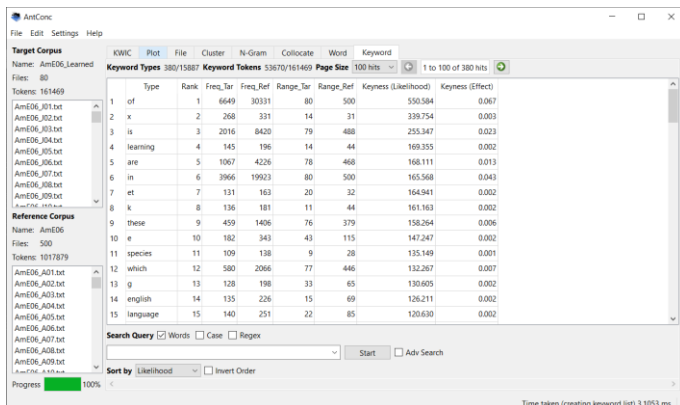 AntConc
File Edit Settings Help
Target Corpus
Name: AmE06_Learned
Files: 80
Tokens: 161469
AmE06_J01.txt
AmE06_J02.txt
AmE06_J03.txt
AmE06_J04.txt
AmE06_J05.txt
AmE06_J06.txt
AmE06_J07.txt
AmE06_J08.txt
AmE06_J09.txt
AmE06_J10.txt
Reference Corpus
Name: AmE06
Files: 500
Tokens: 1017879
AmE06_A01.txt
AmE06_A02.txt
AmE06_A03.txt
AmE06_A04.txt
AmE06_A05.txt
AmE06_A06.txt
AmE06_A07.txt
AmE06_A08.txt
AmE06_A09.txt
AmE06_A10.txt
Progress 100%
KWIC Plot File Cluster N-Gram Collocate Word Keyword
Keyword Types 380/15887 Keyword Tokens 53670/161469 Page Size 100 hits 1 to 100 of 380 hits
Type Rank Freq_Tar Freq_Ref Range_Tar Range_Ref Keyness (Likelihood) Keyness (Effect)
1 of 1 6649 30331 80 500 550.584 0.067
2 x 2 268 331 14 31 339.754 0.003
3 is 3 2016 8420 79 488 255.347 0.023
4 learning 4 145 196 14 44 169.355 0.002
5 are 5 1067 4226 78 468 168.111 0.013
6 in 6 3966 19923 80 500 165.568 0.043
7 et 7 131 163 20 32 164.941 0.002
8 k 8 136 181 11 44 161.163 0.002
9 these 9 459 1406 76 379 158.264 0.006
10 e 10 182 343 43 115 147.247 0.002
11 species 11 109 138 9 28 135.149 0.001
12 which 12 580 2066 77 446 132.267 0.007
13 g 13 128 198 33 65 130.605 0.002
14 english 14 135 226 15 69 126.211 0.002
15 language 15 140 251 22 85 120.630 0.002
Search Query Words Case Regex
Start Adv Search
Sort by Likelihood Invert Order
Time taken (creating keyword list) 3.1053 ms